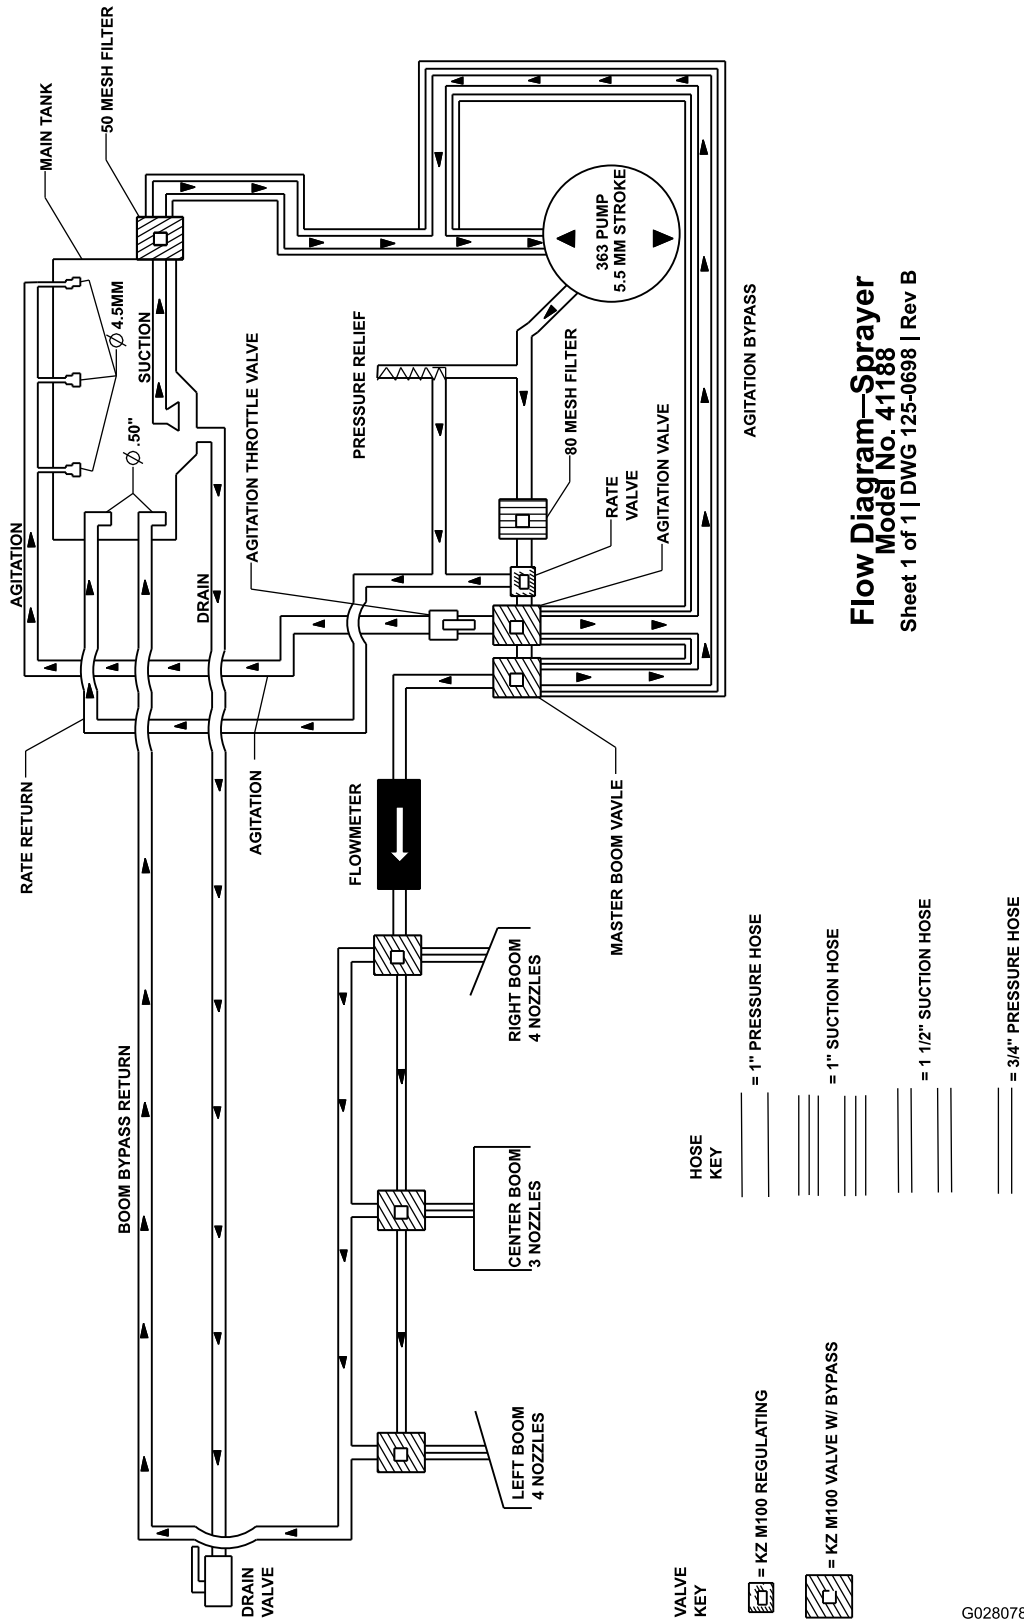 MAIN TANK
50 MESH FILTER
4.5MM
SUCTION
.50"
AGITATION
DRAIN
AGITATION THROTTLE VALVE
PRESSURE RELIEF
363 PUMP
5.5 MM STROKE
80 MESH FILTER
RATE
VALVE
AGITATION VALVE
AGITATION BYPASS
RATE RETURN
AGITATION
FLOWMETER
MASTER BOOM VAVLE
BOOM BYPASS RETURN
RIGHT BOOM
4 NOZZLES
CENTER BOOM
3 NOZZLES
LEFT BOOM
4 NOZZLES
DRAIN
VALVE
VALVE
KEY
= KZ M100 REGULATING
= KZ M100 VALVE W/ BYPASS
HOSE
KEY
= 1" PRESSURE HOSE
= 1" SUCTION HOSE
= 1 1/2" SUCTION HOSE
= 3/4" PRESSURE HOSE
Flow Diagram—Sprayer
Model No. 41188
Sheet 1 of 1 | DWG 125-0698 | Rev B
G028078